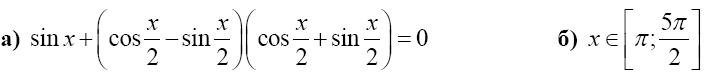 а) sin x + (cos x/2 − sin x/2)(cos x/2 + sin x/2) = 0 б) x ∈ [π; 5π/2]